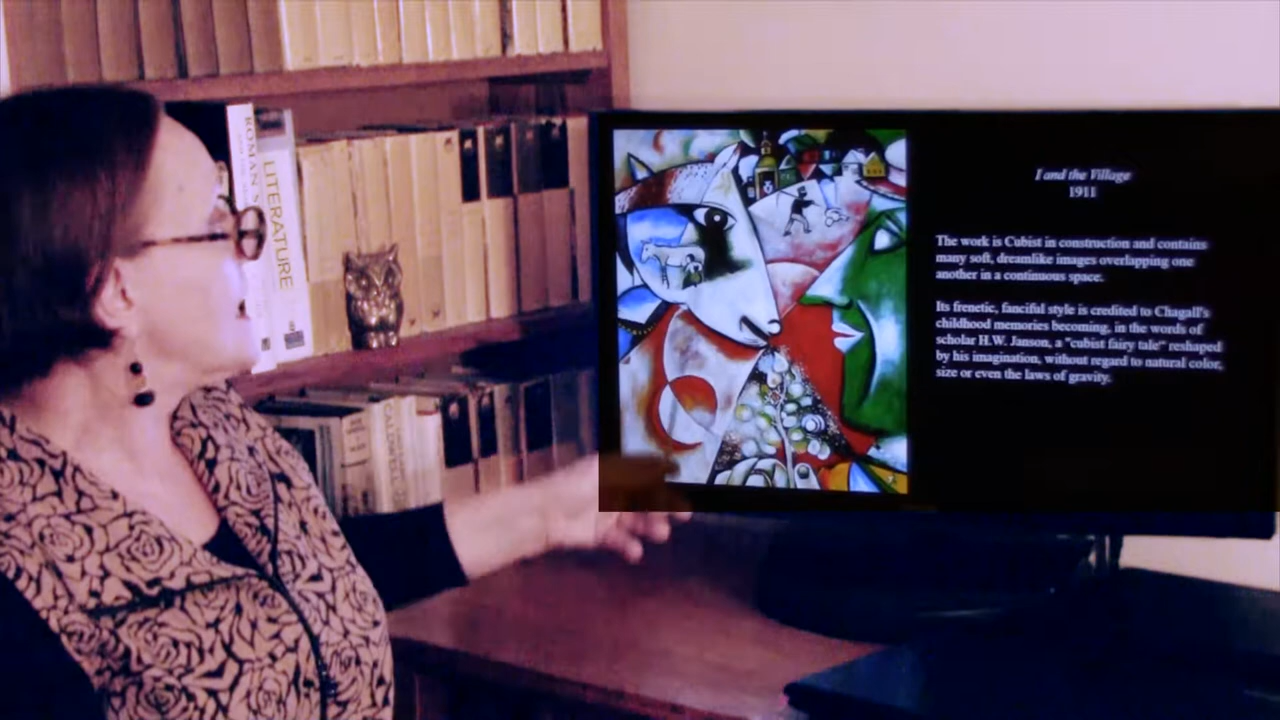 ROMAN
LITERATURE
CALDWELL
I and the Village
1911
The work is Cubist in construction and contains
many soft, dreamlike images overlapping one
another in a continuous space.
Its frenetic, fanciful style is credited to Chagall's
childhood memories becoming, in the words of
scholar H.W. Janson, a "cubist fairy tale" reshaped
by his imagination, without regard to natural color,
size or even the laws of gravity.